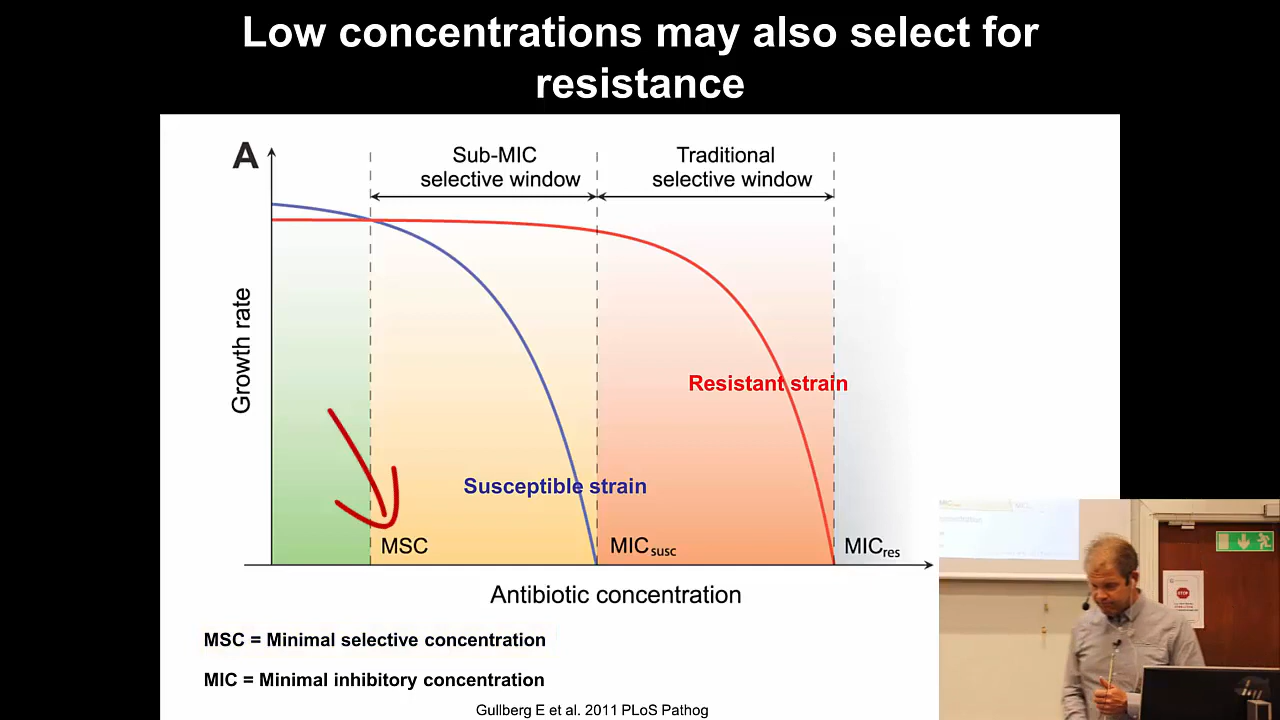 Low concentrations may also select for
resistance
A
Sub-MIC
selective window
Traditional
selective window
Growth rate
Resistant strain
Susceptible strain
MSC
MICsusc
MICres
Antibiotic concentration
MSC = Minimal selective concentration
MIC = Minimal inhibitory concentration
Gullberg E et al. 2011 PLoS Pathog
STOP